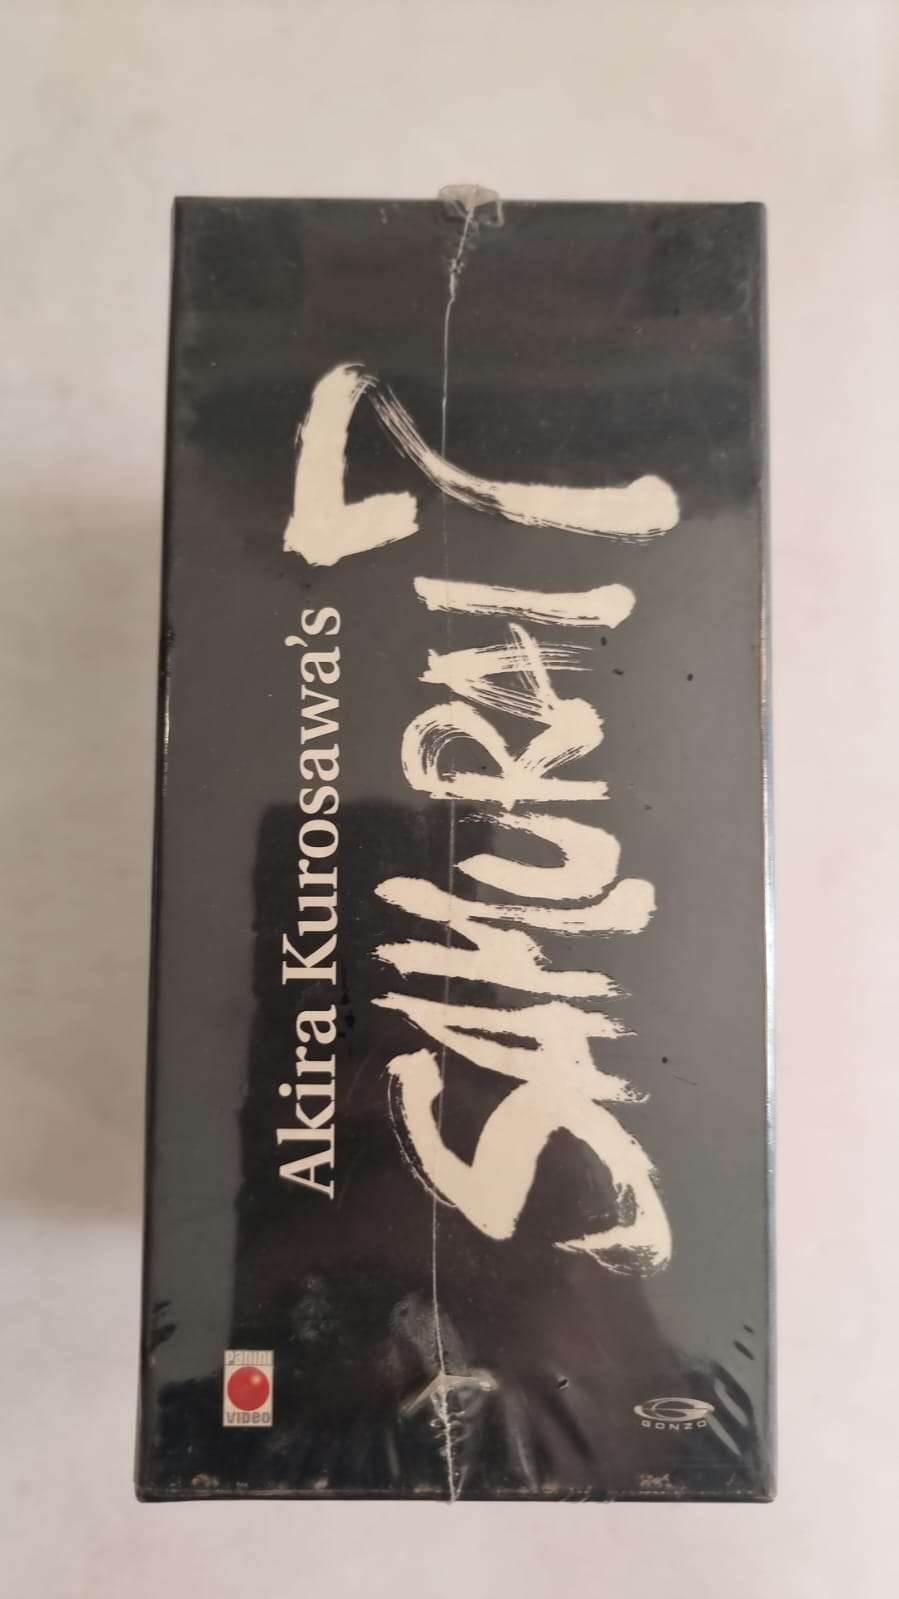 Akira Kurosawa's
SAMURAI 7
PANINI
VIDEO
GONZO